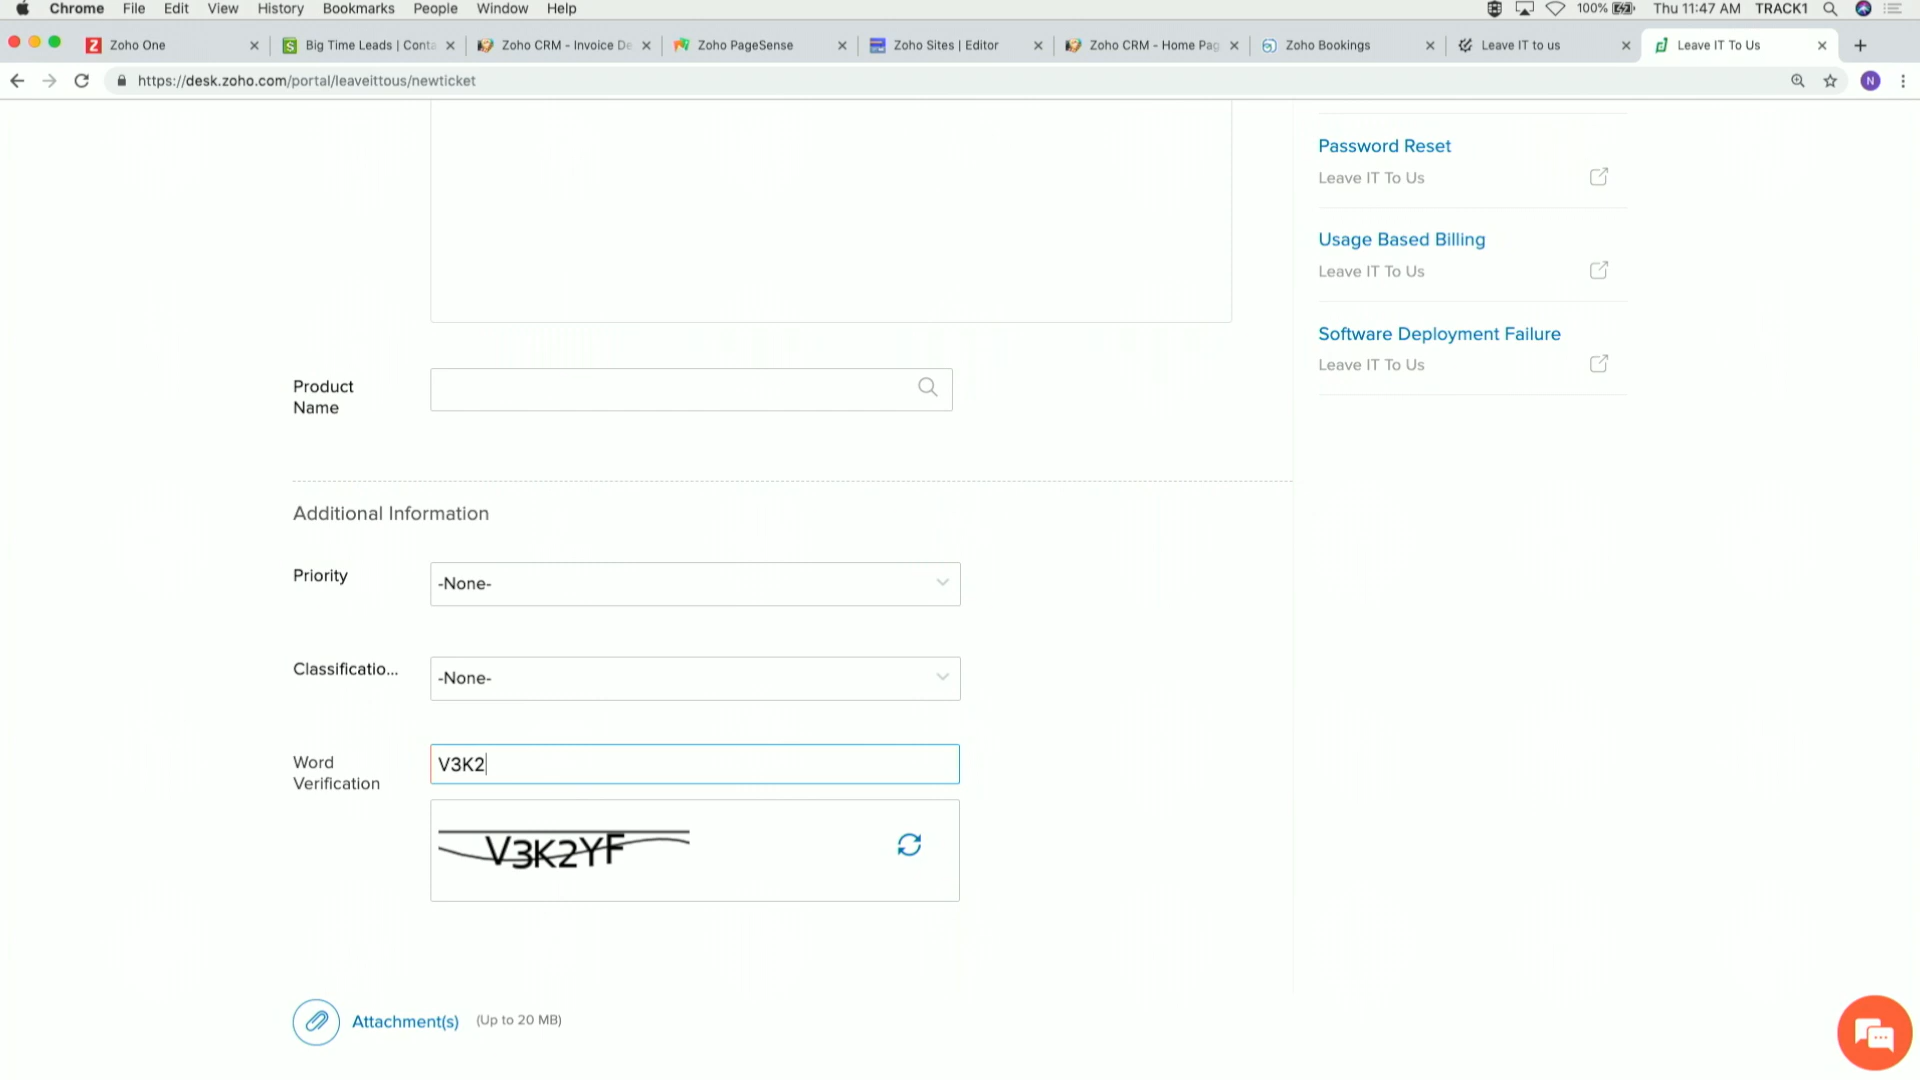 Chrome File Edit View History Bookmarks People Window Help 100% Thu 11:47 AM TRACK1
Zoho One
Big Time Leads | Conta
Zoho CRM - Invoice De
Zoho PageSense
Zoho Sites | Editor
Zoho CRM - Home Pag
Zoho Bookings
Leave IT to us
Leave IT To Us
https://desk.zoho.com/portal/leaveittous/newticket
N
Password Reset
Leave IT To Us
Usage Based Billing
Leave IT To Us
Software Deployment Failure
Leave IT To Us
Product
Name
Additional Information
Priority
-None-
Classificatio...
-None-
Word
Verification
V3K2
V3K2YF
Attachment(s) (Up to 20 MB)